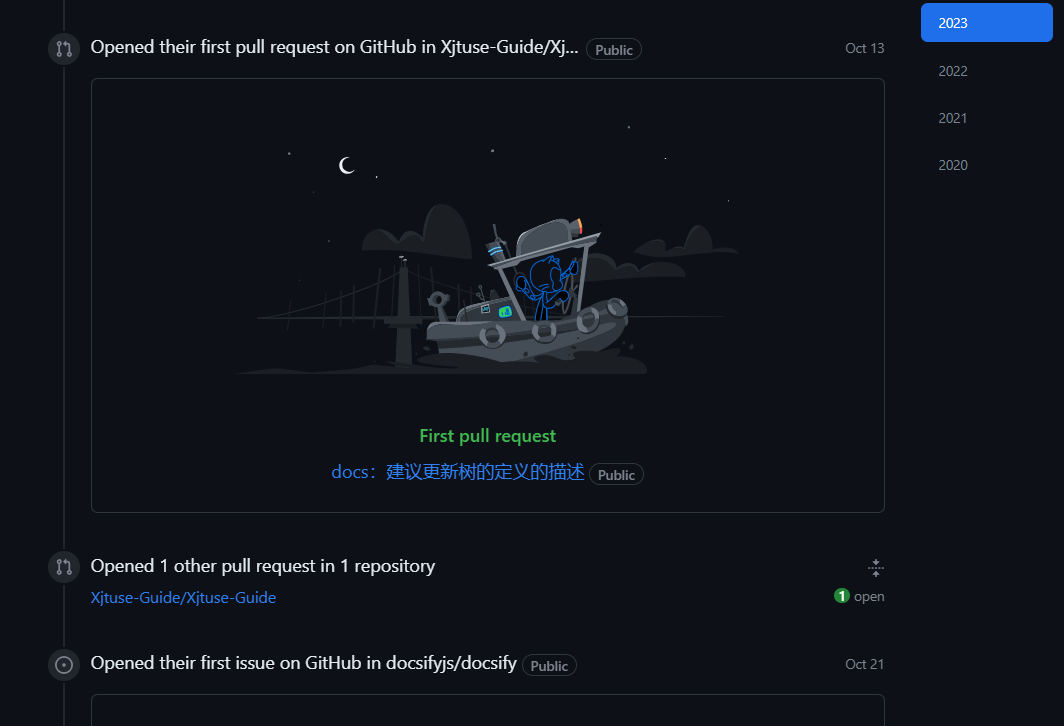 Opened their first pull request on GitHub in Xjtuse-Guide/Xj... Public Oct 13
First pull request
docs：建议更新树的定义的描述 Public
Opened 1 other pull request in 1 repository
Xjtuse-Guide/Xjtuse-Guide 1 open
Opened their first issue on GitHub in docsifyjs/docsify Public Oct 21
2023
2022
2021
2020